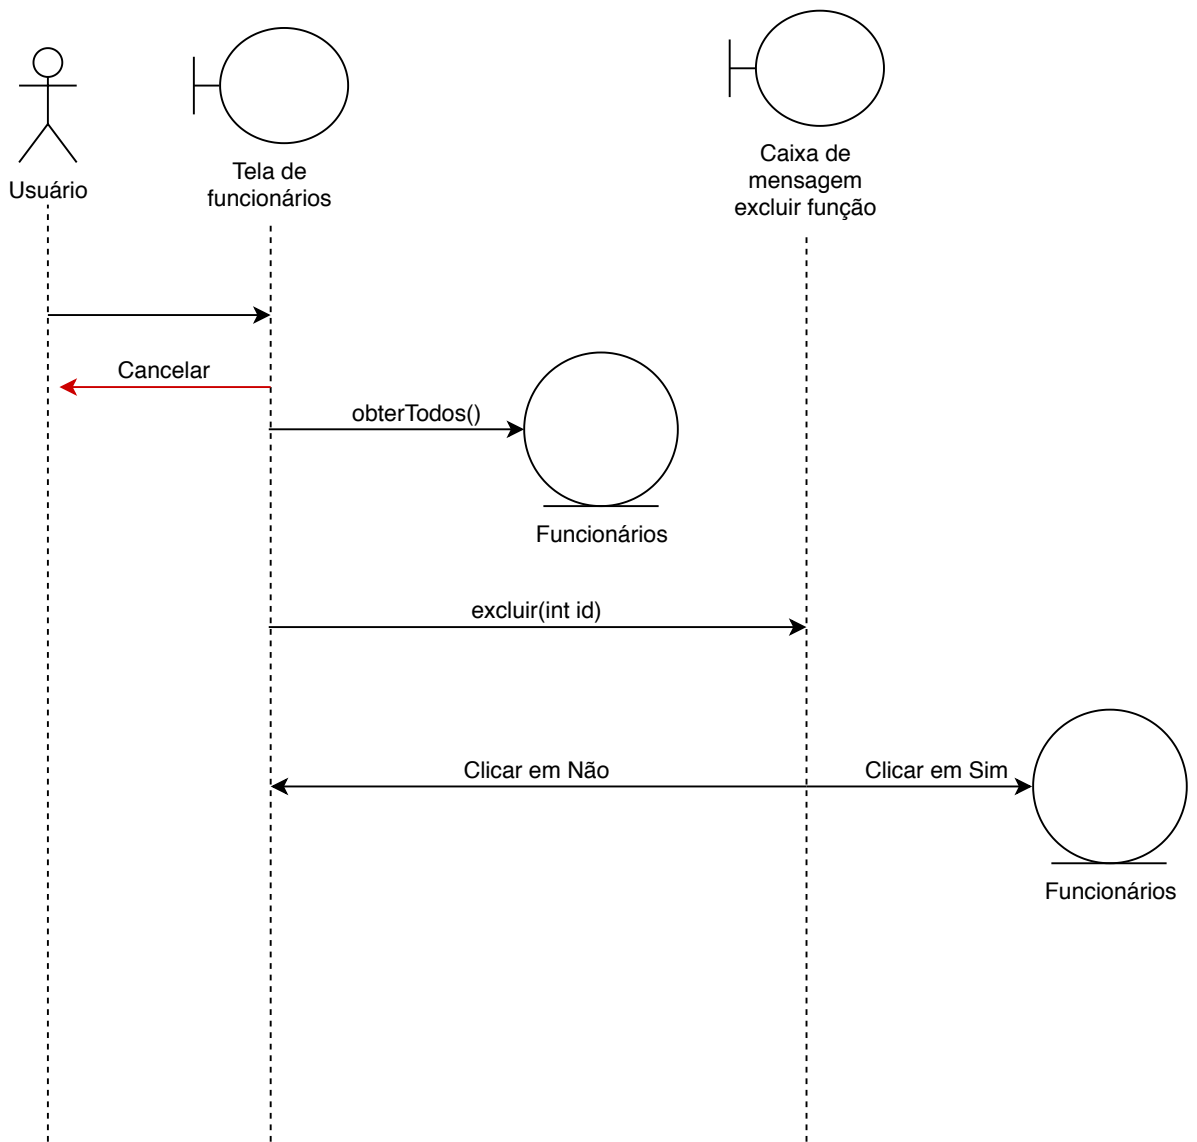 Usuário
Tela de
funcionários
Caixa de
mensagem
excluir função
Cancelar
obterTodos()
Funcionários
excluir(int id)
Clicar em Não
Clicar em Sim
Funcionários